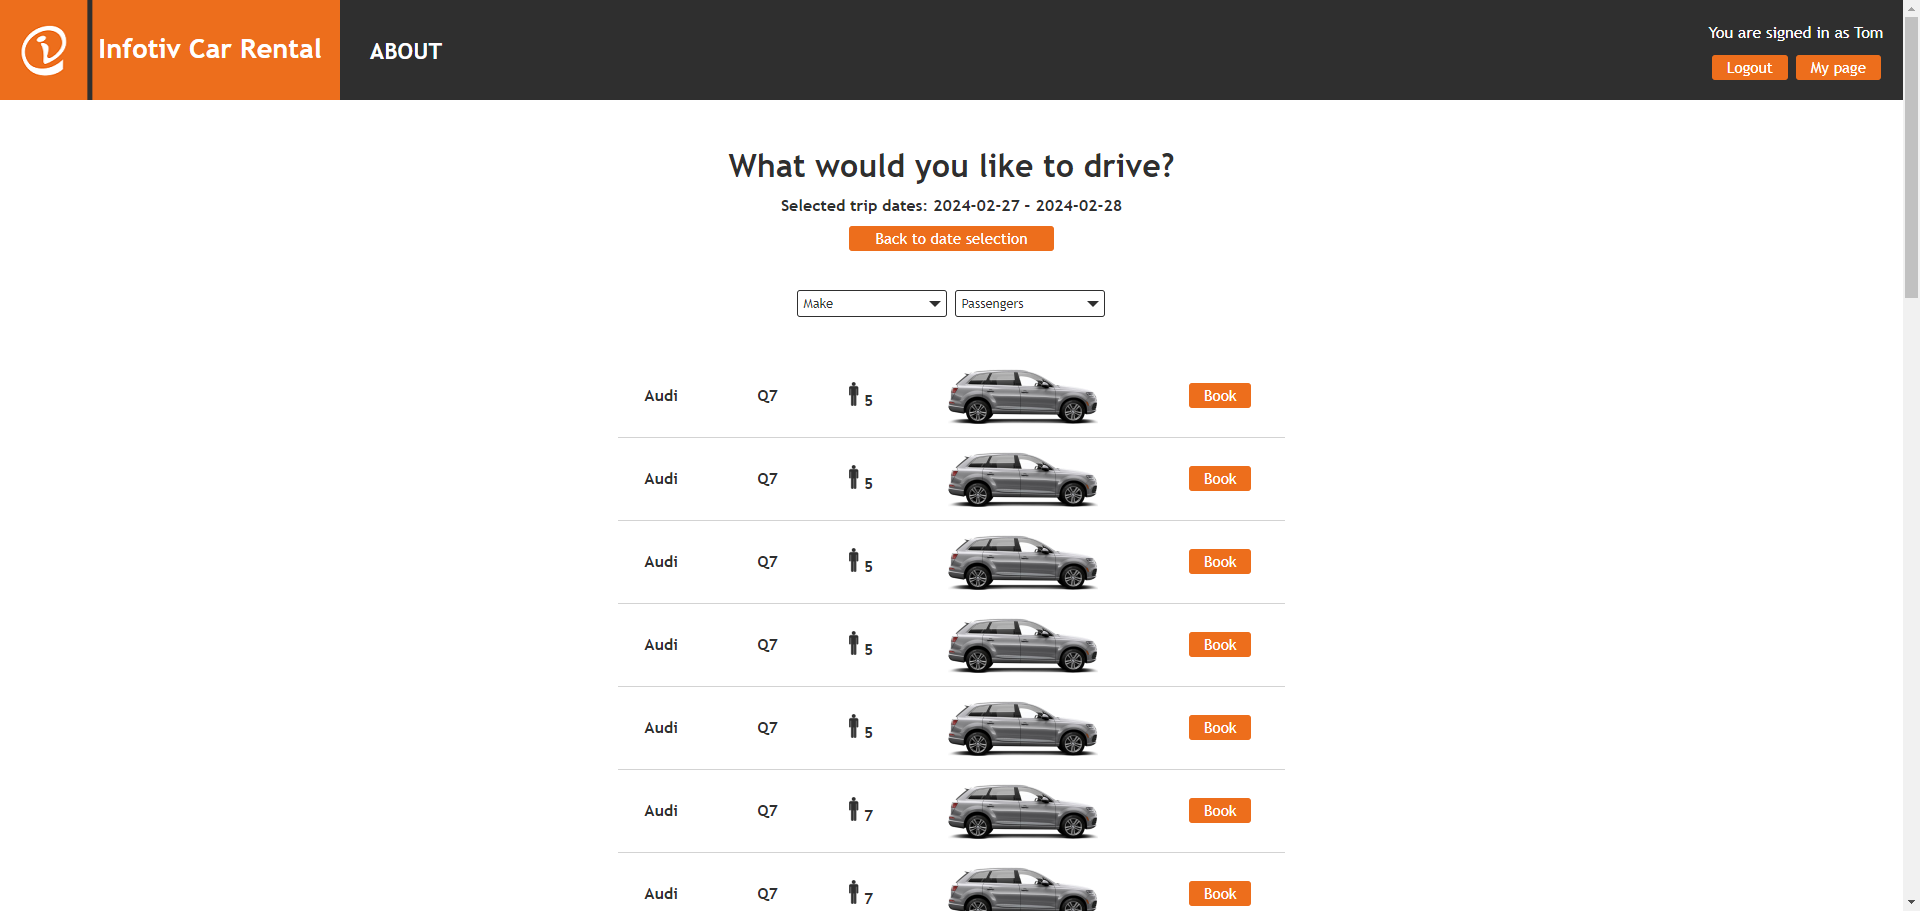 Infotiv Car Rental
ABOUT
You are signed in as Tom
Logout
My page
What would you like to drive?
Selected trip dates: 2024-02-27 - 2024-02-28
Back to date selection
Make
Passengers
Audi Q7 5 Book
Audi Q7 5 Book
Audi Q7 5 Book
Audi Q7 5 Book
Audi Q7 5 Book
Audi Q7 7 Book
Audi Q7 7 Book